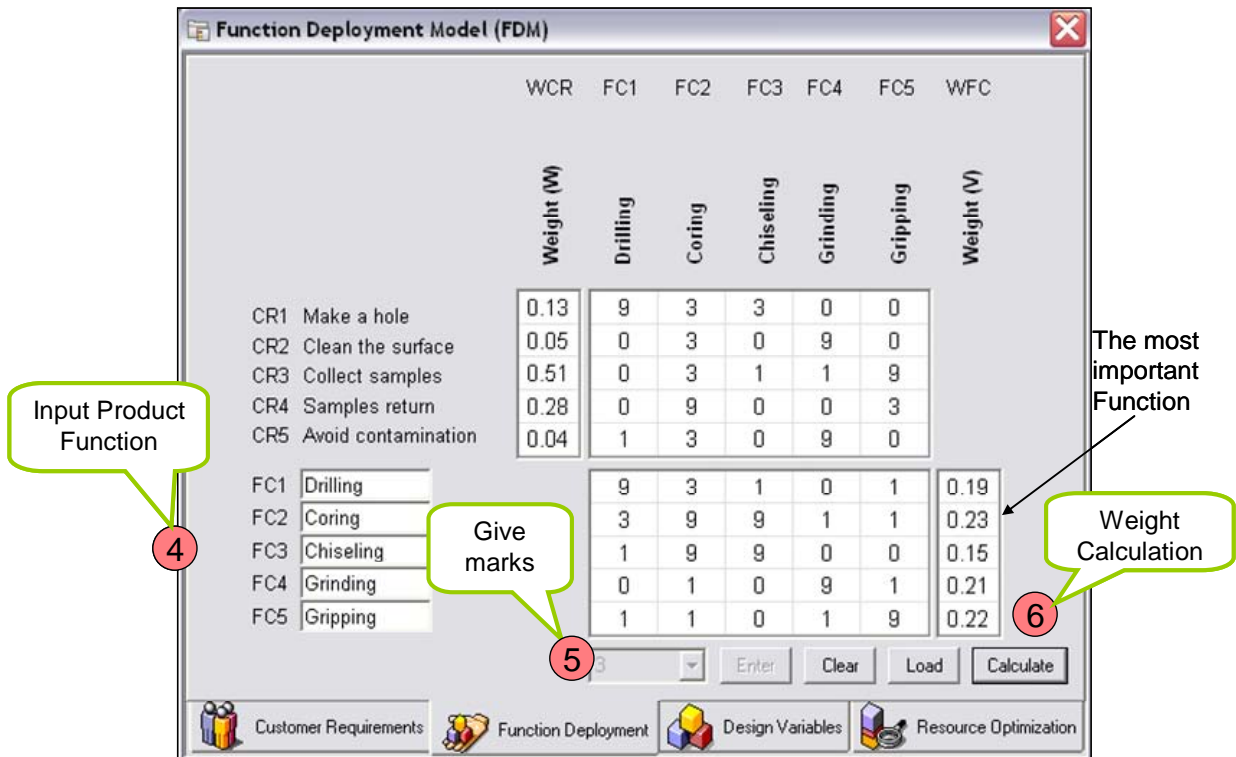 Function Deployment Model (FDM)
WCR FC1 FC2 FC3 FC4 FC5 WFC
Weight (W) Drilling Coring Chiseling Grinding Gripping Weight (V)
CR1 Make a hole 0.13 9 3 3 0 0
CR2 Clean the surface 0.05 0 3 0 9 0
CR3 Collect samples 0.51 0 3 1 1 9
CR4 Samples return 0.28 0 9 0 0 3
CR5 Avoid contamination 0.04 1 3 0 9 0
The most
important
Function
Input Product
Function
4
FC1 Drilling 9 3 1 0 1 0.19
FC2 Coring 3 9 9 1 1 0.23
FC3 Chiseling 1 9 9 0 0 0.15
FC4 Grinding 0 1 0 9 1 0.21
FC5 Gripping 1 1 0 1 9 0.22
Give
marks
5
Weight
Calculation
6
3 Enter Clear Load Calculate
Customer Requirements Function Deployment Design Variables Resource Optimization